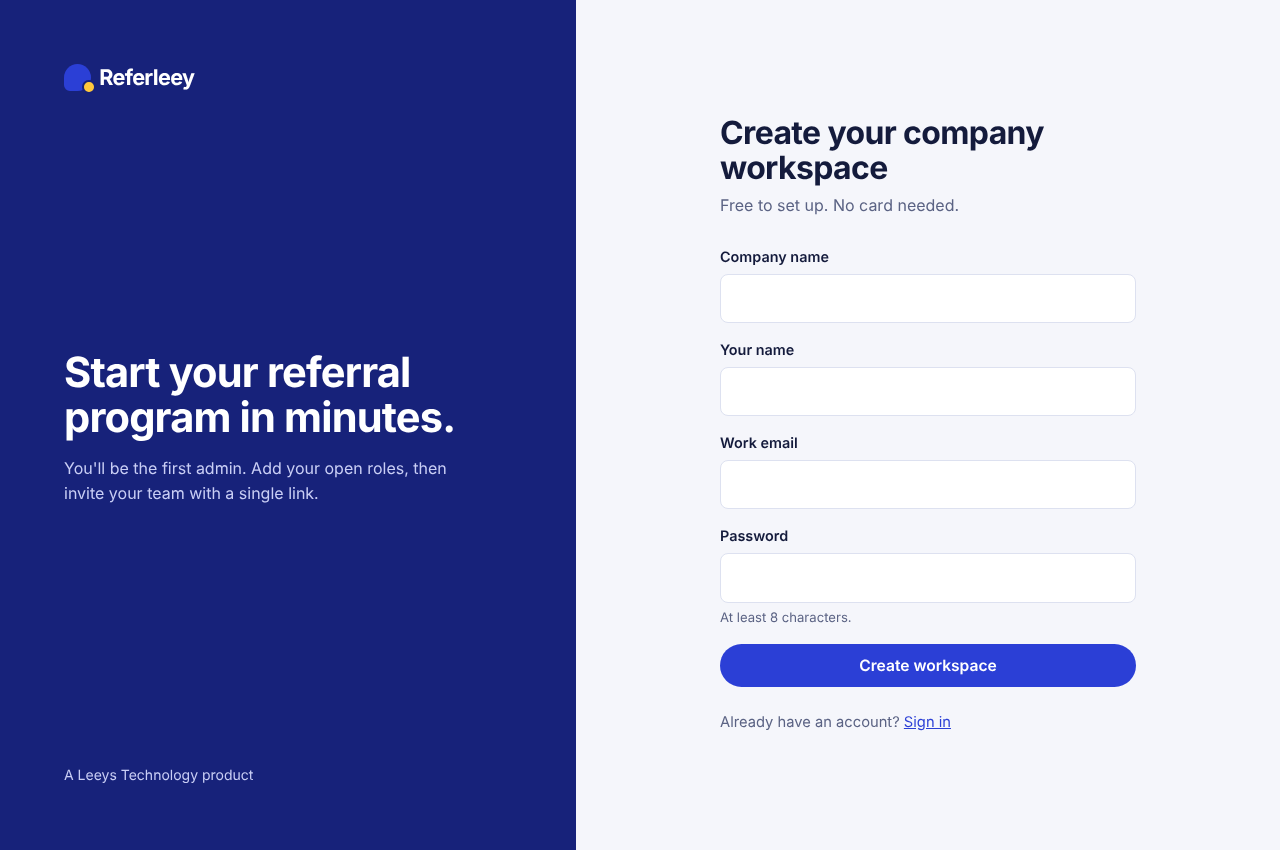 Referleey
Start your referral
program in minutes.
You'll be the first admin. Add your open roles, then
invite your team with a single link.
A Leeys Technology product
Create your company
workspace
Free to set up. No card needed.
Company name
Your name
Work email
Password
At least 8 characters.
Create workspace
Already have an account? Sign in